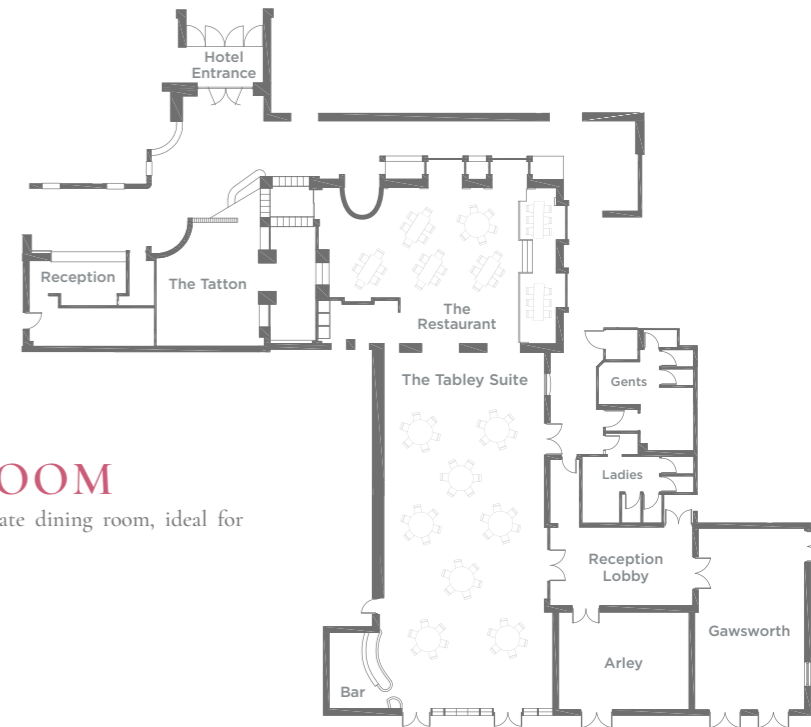 Hotel
Entrance
Reception
The Tatton
The
Restaurant
The Tabley Suite
Gents
OOM
ate dining room, ideal for
Ladies
Reception
Lobby
Gawsworth
Arley
Bar